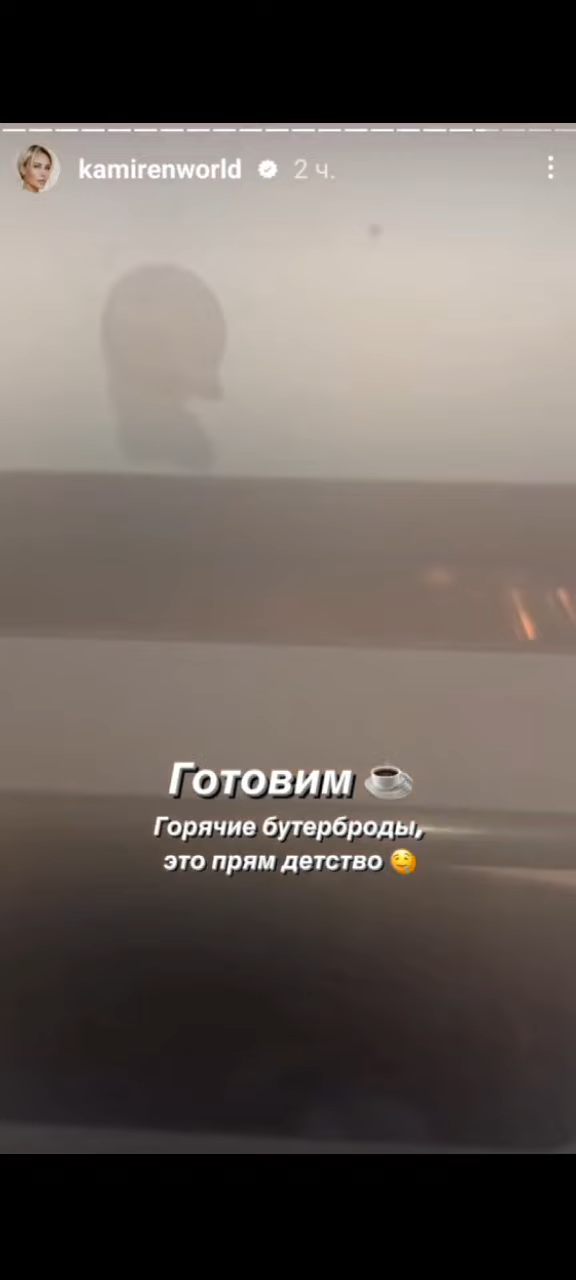 kamirenworld 2 ч.
Готовим ☕
Горячие бутерброды,
это прям детство 🤤